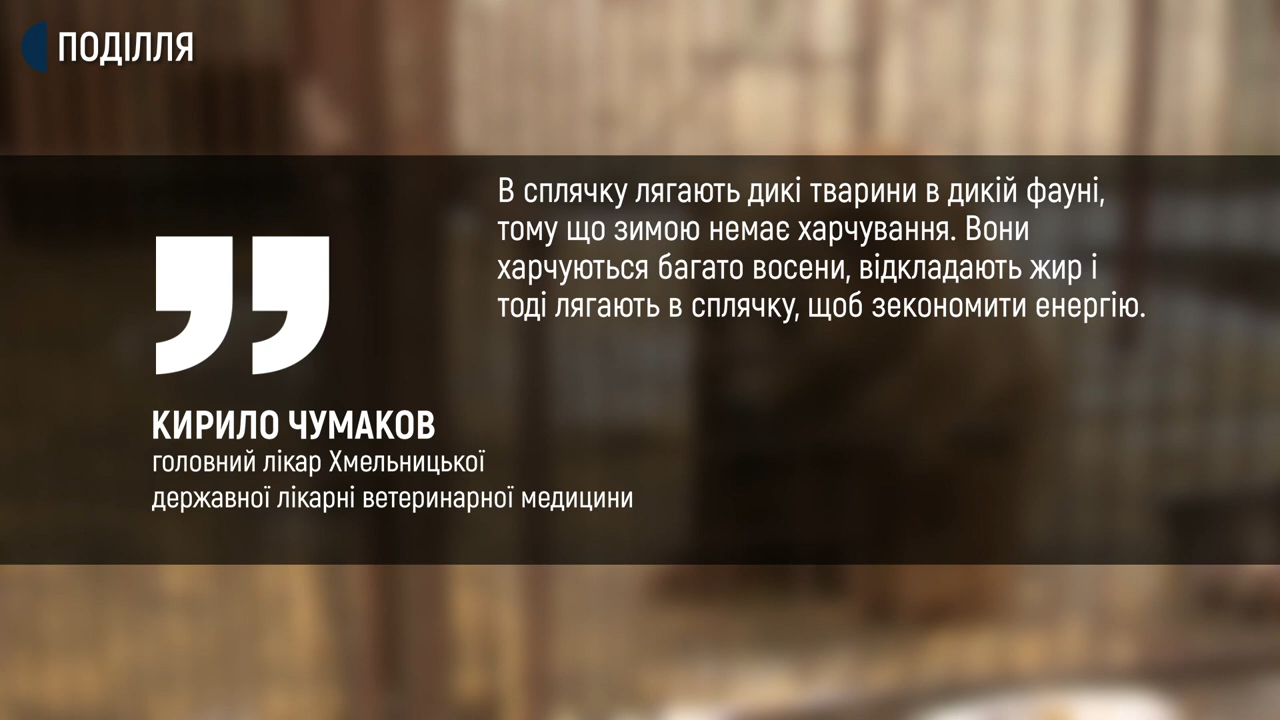 ПОДІЛЛЯ
В сплячку лягають дикі тварини в дикій фауні,
тому що зимою немає харчування. Вони
харчуються багато восени, відкладають жир і
тоді лягають в сплячку, щоб зекономити енергію.
КИРИЛО ЧУМАКОВ
головний лікар Хмельницької
державної лікарні ветеринарної медицини